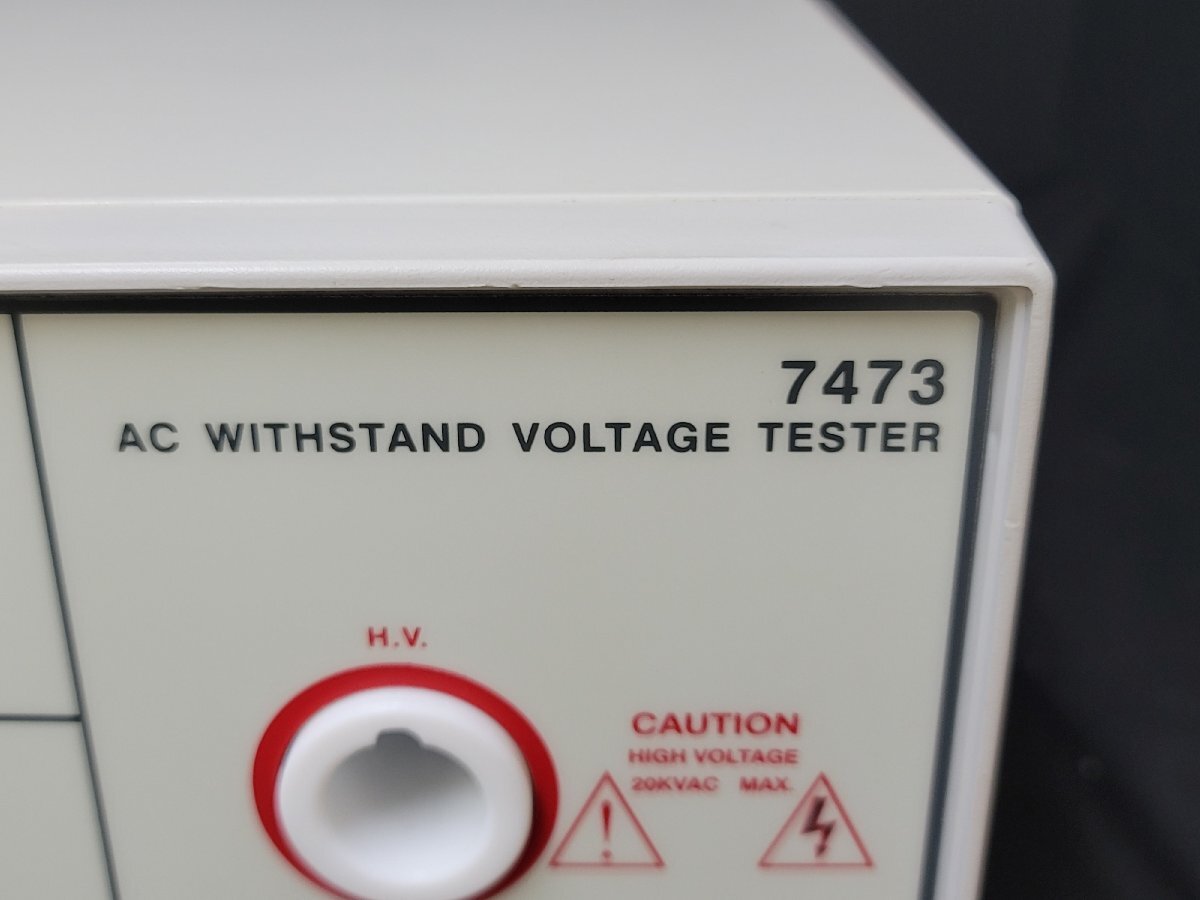 7473
AC WITHSTAND VOLTAGE TESTER
H.V.
CAUTION
HIGH VOLTAGE
20KVAC MAX.